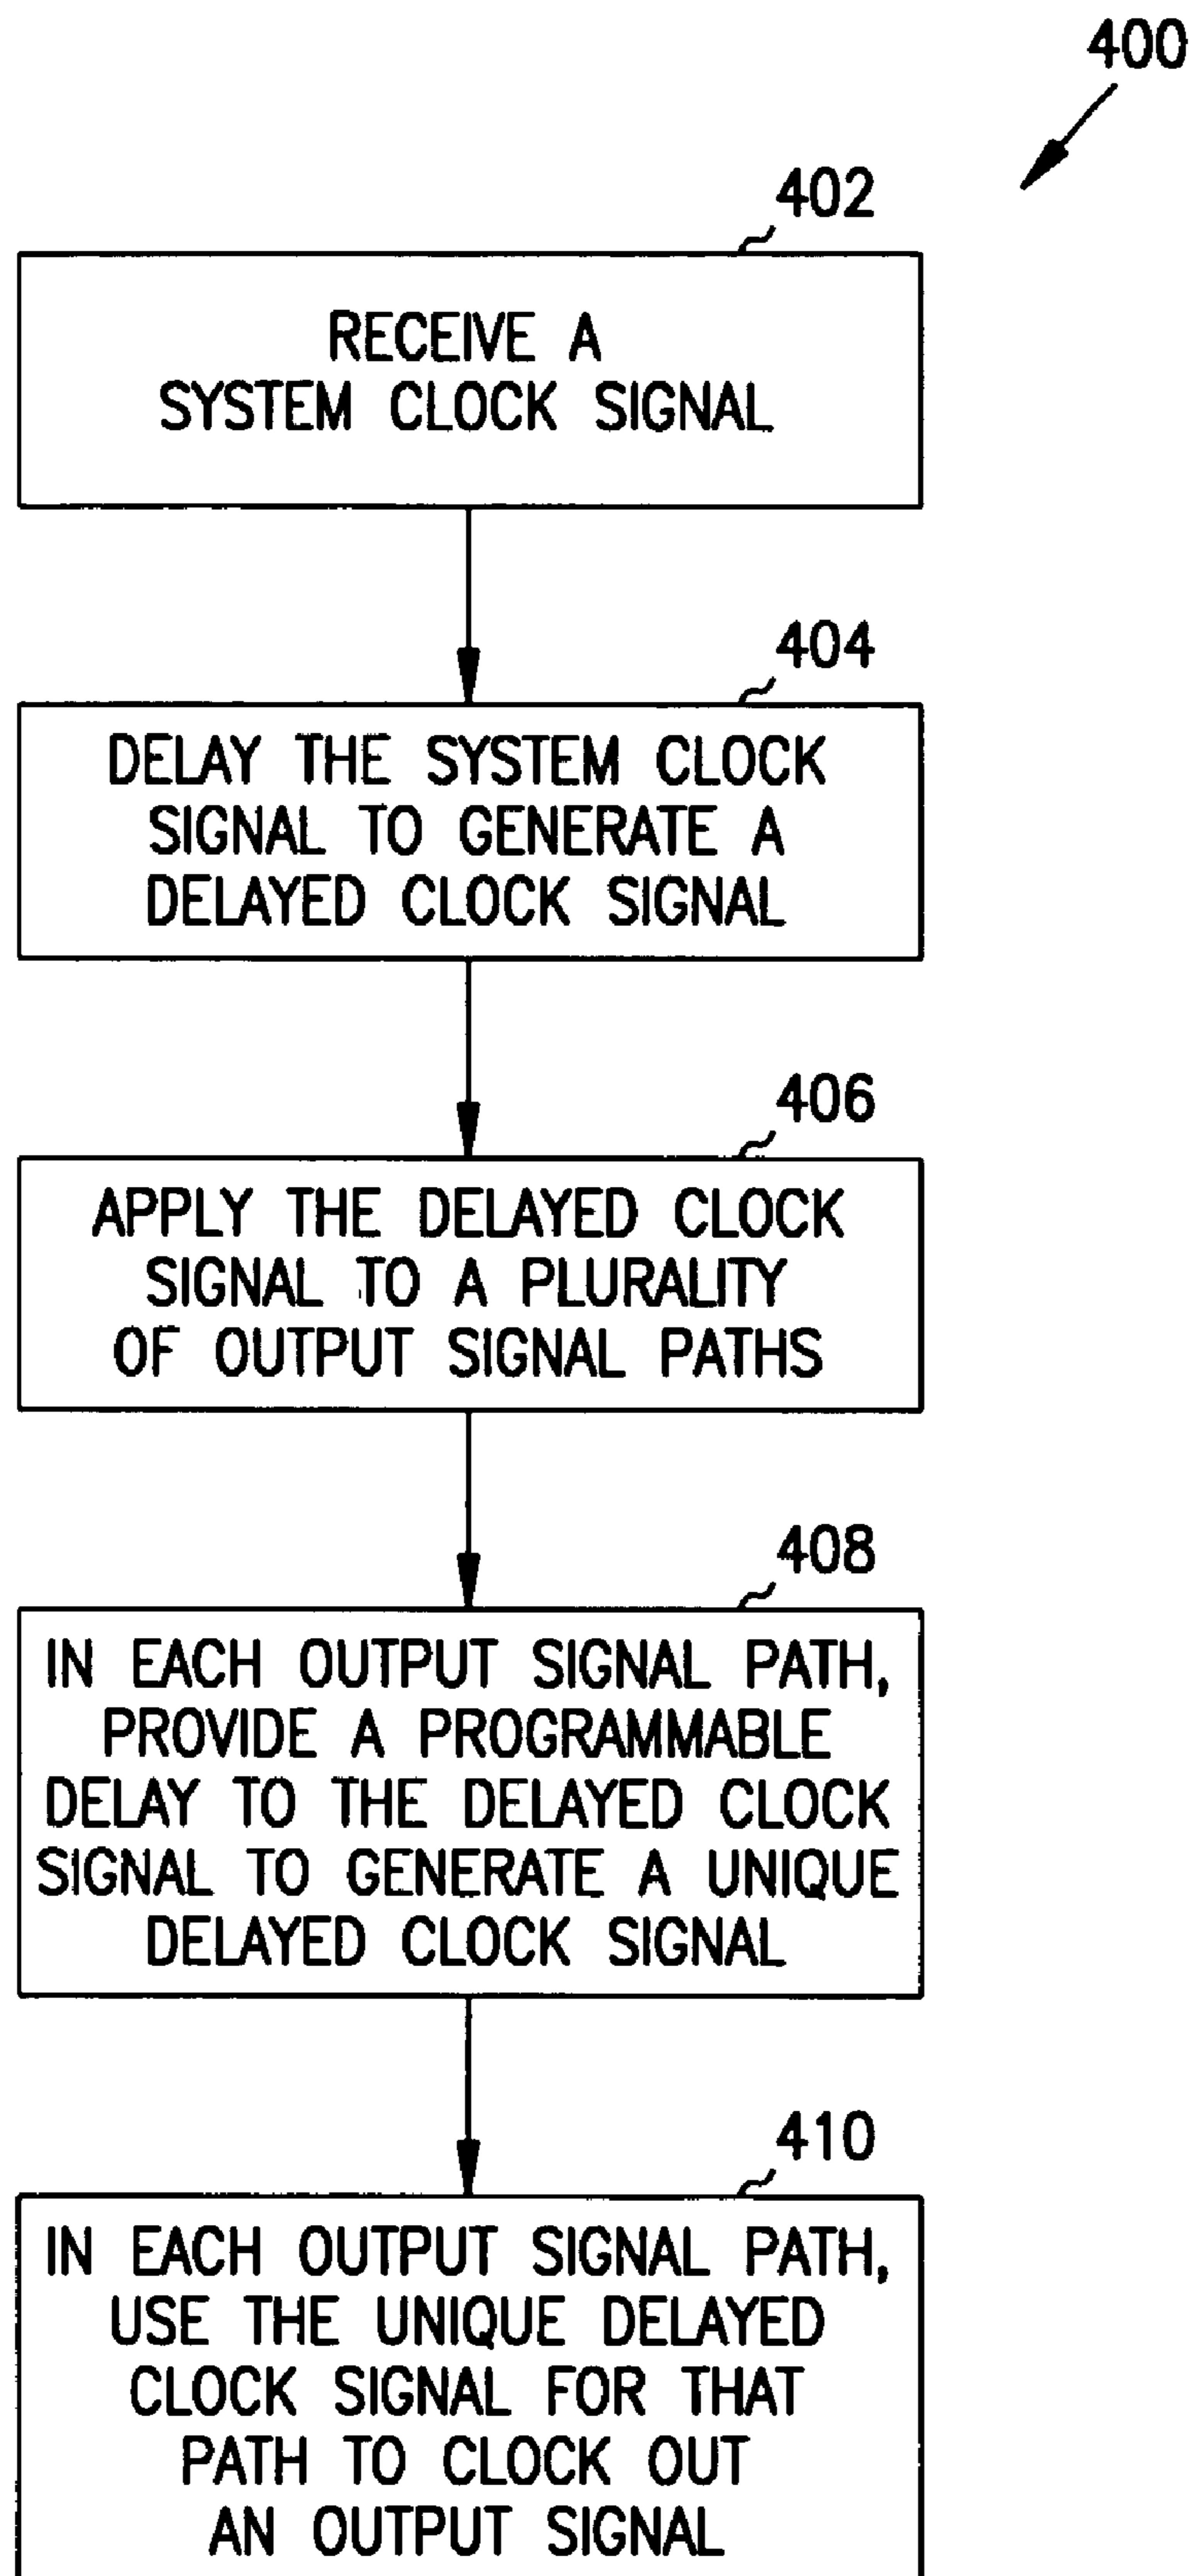 400
402
RECEIVE A
SYSTEM CLOCK SIGNAL
404
DELAY THE SYSTEM CLOCK
SIGNAL TO GENERATE A
DELAYED CLOCK SIGNAL
406
APPLY THE DELAYED CLOCK
SIGNAL TO A PLURALITY
OF OUTPUT SIGNAL PATHS
408
IN EACH OUTPUT SIGNAL PATH,
PROVIDE A PROGRAMMABLE
DELAY TO THE DELAYED CLOCK
SIGNAL TO GENERATE A UNIQUE
DELAYED CLOCK SIGNAL
410
IN EACH OUTPUT SIGNAL PATH,
USE THE UNIQUE DELAYED
CLOCK SIGNAL FOR THAT
PATH TO CLOCK OUT
AN OUTPUT SIGNAL